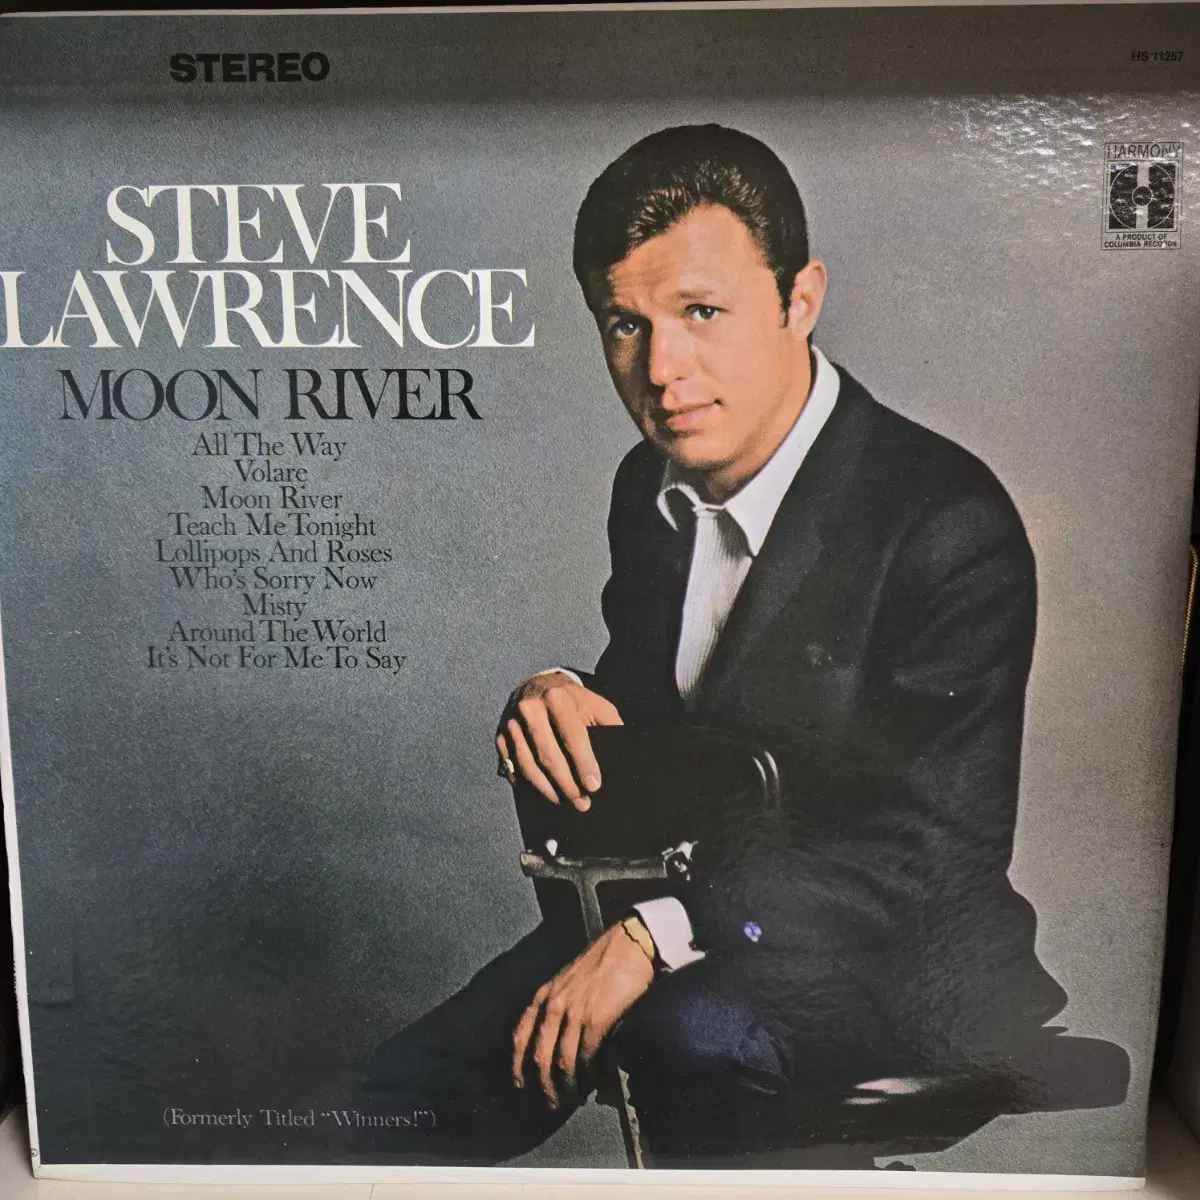 STEREO
HS 11257
HARMONY
H
A PRODUCT OF
COLUMBIA RECORDS
STEVE
LAWRENCE
MOON RIVER
All The Way
Volare
Moon River
Teach Me Tonight
Lollipops And Roses
Who's Sorry Now
Misty
Around The World
It's Not For Me To Say
(Formerly Titled "Winners!")